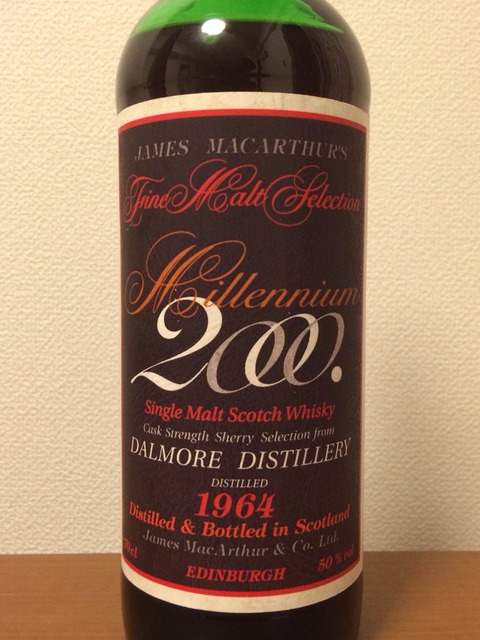 JAMES MACARTHUR'S
Fine Malt Selection
Millennium
2000.
Single Malt Scotch Whisky
Cask Strength Sherry Selection from
DALMORE DISTILLERY
DISTILLED
1964
Distilled & Bottled in Scotland
James MacArthur & Co. Ltd.
70cl 50% vol
EDINBURGH